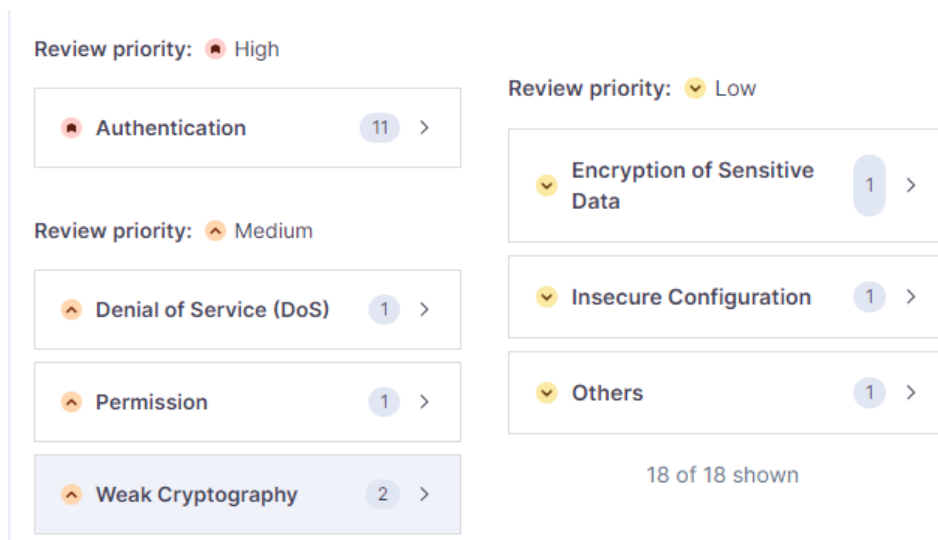 Review priority: High
Authentication 11
Review priority: Medium
Denial of Service (DoS) 1
Permission 1
Weak Cryptography 2
Review priority: Low
Encryption of Sensitive
Data 1
Insecure Configuration 1
Others 1
18 of 18 shown